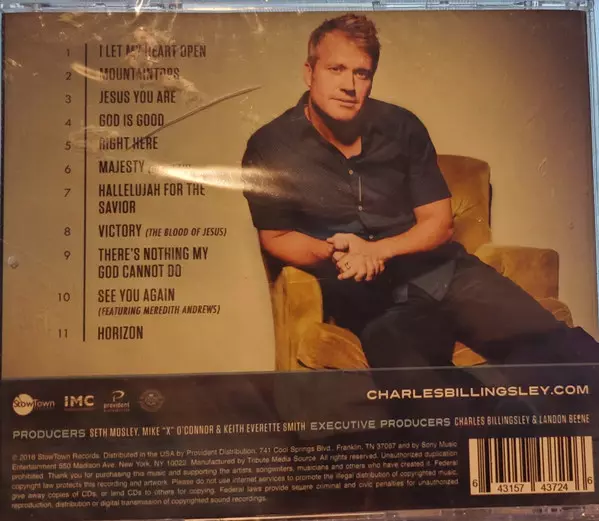 1 I LET MY HEART OPEN
2 MOUNTAINTOPS
3 JESUS YOU ARE
4 GOD IS GOOD
5 RIGHT HERE
6 MAJESTY
7 HALLELUJAH FOR THE
SAVIOR
8 VICTORY (THE BLOOD OF JESUS)
9 THERE'S NOTHING MY
GOD CANNOT DO
10 SEE YOU AGAIN
(FEATURING MEREDITH ANDREWS)
11 HORIZON
StowTown IMC provident
CHARLESBILLINGSLEY.COM
PRODUCERS SETH MOSLEY, MIKE "X" O'CONNOR & KEITH EVERETTE SMITH EXECUTIVE PRODUCERS CHARLES BILLINGSLEY & LANDON BEENE
© 2018 StowTown Records. Distributed in the USA by Provident Distribution, 741 Cool Springs Blvd., Franklin, TN 37067 and by Sony Music
Entertainment 550 Madison Ave. New York, NY 10022. Manufactured by Tribute Media Source. All rights reserved. Unauthorized duplication
prohibited. Thank you for purchasing this music and supporting the artists, songwriters, musicians and others who have created it. Federal
copyright law protects this recording and artwork. Please do not use internet services to promote the illegal distribution of copyrighted music,
give away copies of CDs, or lend CDs to others for copying. Federal laws provide severe criminal and civic penalties for unauthorized
reproduction, distribution or digital transmission of copyrighted sound recordings.
6 43157 43724 6